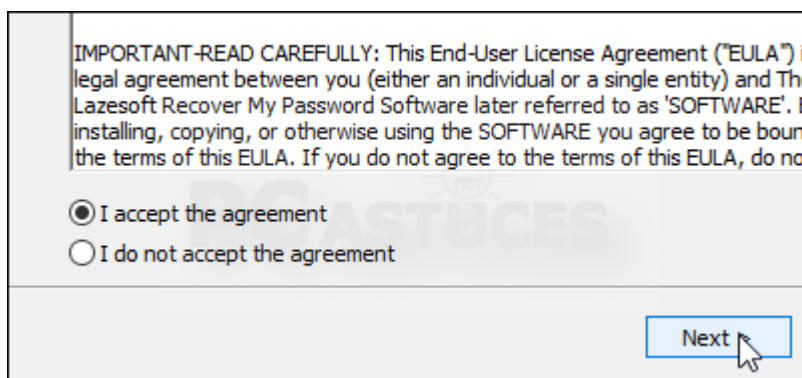 IMPORTANT-READ CAREFULLY: This End-User License Agreement ("EULA")
legal agreement between you (either an individual or a single entity) and
Lazesoft Recover My Password Software later referred to as 'SOFTWARE'.
installing, copying, or otherwise using the SOFTWARE you agree to be
the terms of this EULA. If you do not agree to the terms of this EULA, do
PC ASTUCES
I accept the agreement
I do not accept the agreement
Next